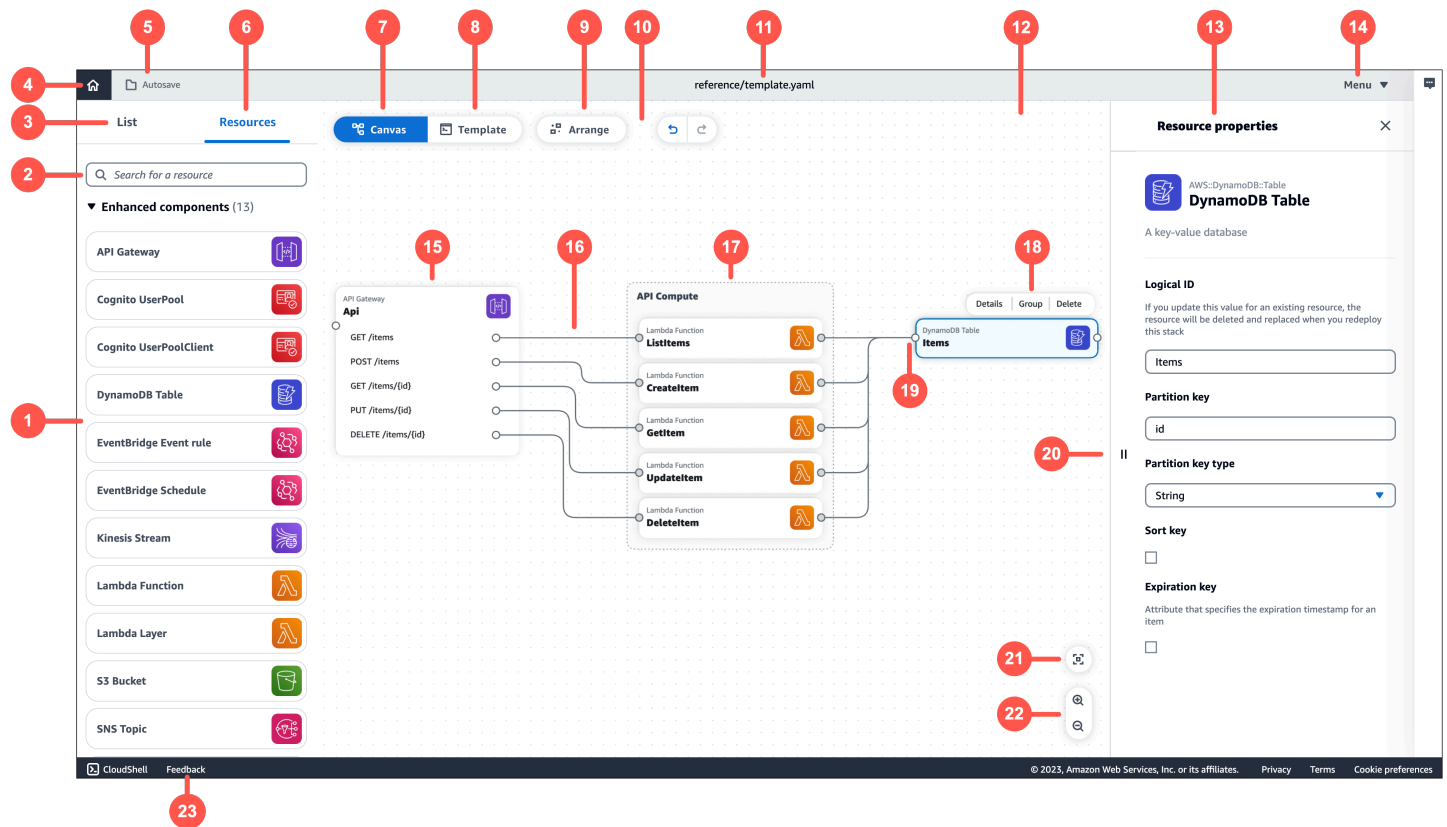 5
6
7
8
9
10
11
12
13
14
4
Autosave
reference/template.yaml
Menu
3
List
Resources
Canvas
Template
Arrange
Resource properties
2
Search for a resource
Enhanced components (13)
API Gateway
Cognito UserPool
Cognito UserPoolClient
DynamoDB Table
1
EventBridge Event rule
EventBridge Schedule
Kinesis Stream
Lambda Function
Lambda Layer
S3 Bucket
SNS Topic
15
16
17
18
API Gateway
Api
GET /items
POST /items
GET /items/{id}
PUT /items/{id}
DELETE /items/{id}
API Compute
Lambda Function
ListItems
Lambda Function
CreateItem
Lambda Function
GetItem
Lambda Function
UpdateItem
Lambda Function
DeleteItem
Details
Group
Delete
DynamoDB Table
Items
19
20
21
22
AWS::DynamoDB::Table
DynamoDB Table
A key-value database
Logical ID
If you update this value for an existing resource, the
resource will be deleted and replaced when you redeploy
this stack
Items
Partition key
id
Partition key type
String
Sort key
Expiration key
Attribute that specifies the expiration timestamp for an
item
CloudShell
Feedback
© 2023, Amazon Web Services, Inc. or its affiliates.
Privacy
Terms
Cookie preferences
23